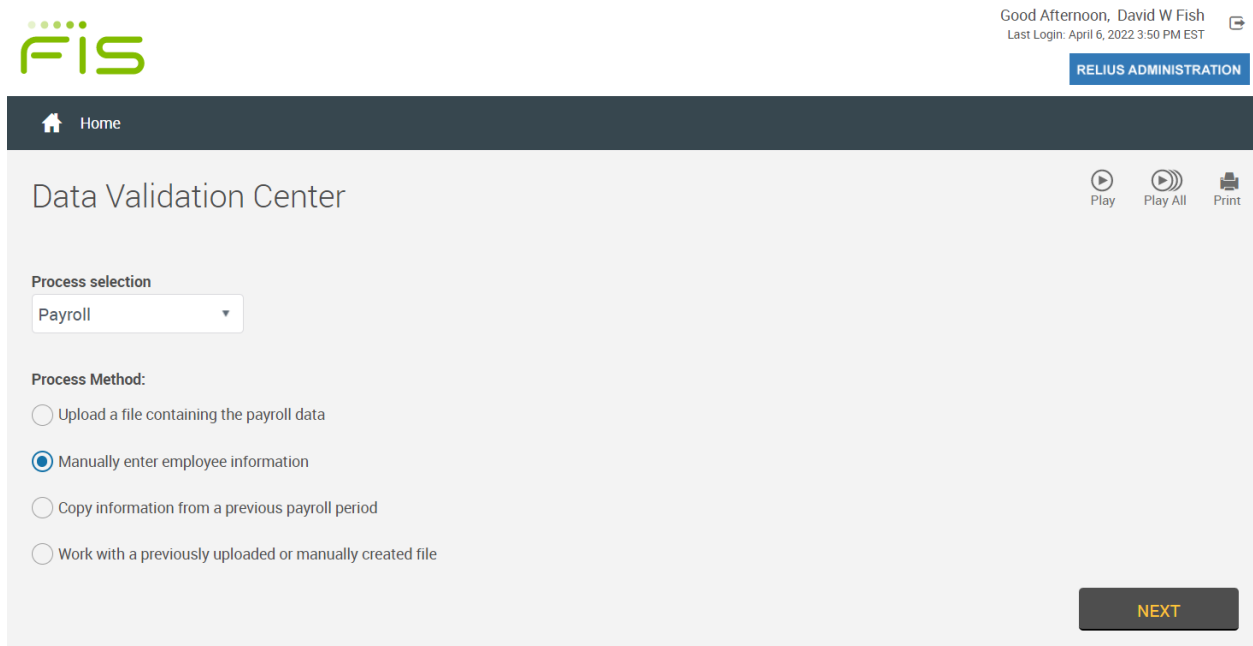 FIS
Good Afternoon, David W Fish
Last Login: April 6, 2022 3:50 PM EST
RELIUS ADMINISTRATION
Home
Data Validation Center
Play Play All Print
Process selection
Payroll
Process Method:
Upload a file containing the payroll data
Manually enter employee information
Copy information from a previous payroll period
Work with a previously uploaded or manually created file
NEXT